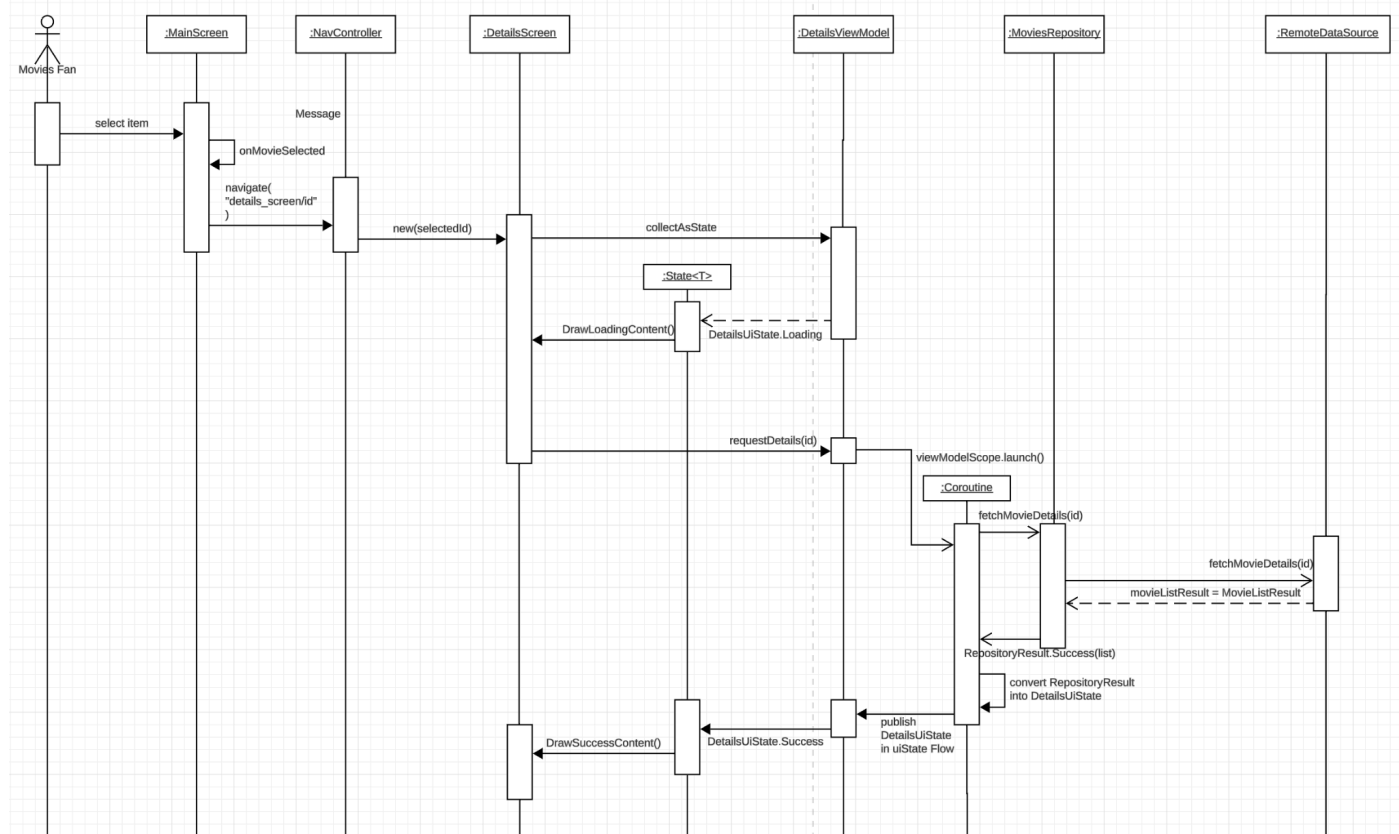 :MainScreen
:NavController
:DetailsScreen
:DetailsViewModel
:MoviesRepository
:RemoteDataSource
Movies Fan
Message
select item
onMovieSelected
navigate(
"details_screen/id"
)
new(selectedId)
collectAsState
:State<T>
DrawLoadingContent()
DetailsUiState.Loading
requestDetails(id)
viewModelScope.launch()
:Coroutine
fetchMovieDetails(id)
fetchMovieDetails(id)
movieListResult = MovieListResult
RepositoryResult.Success(list)
convert RepositoryResult
into DetailsUiState
publish
DetailsUiState
in uiState Flow
DetailsUiState.Success
DrawSuccessContent()